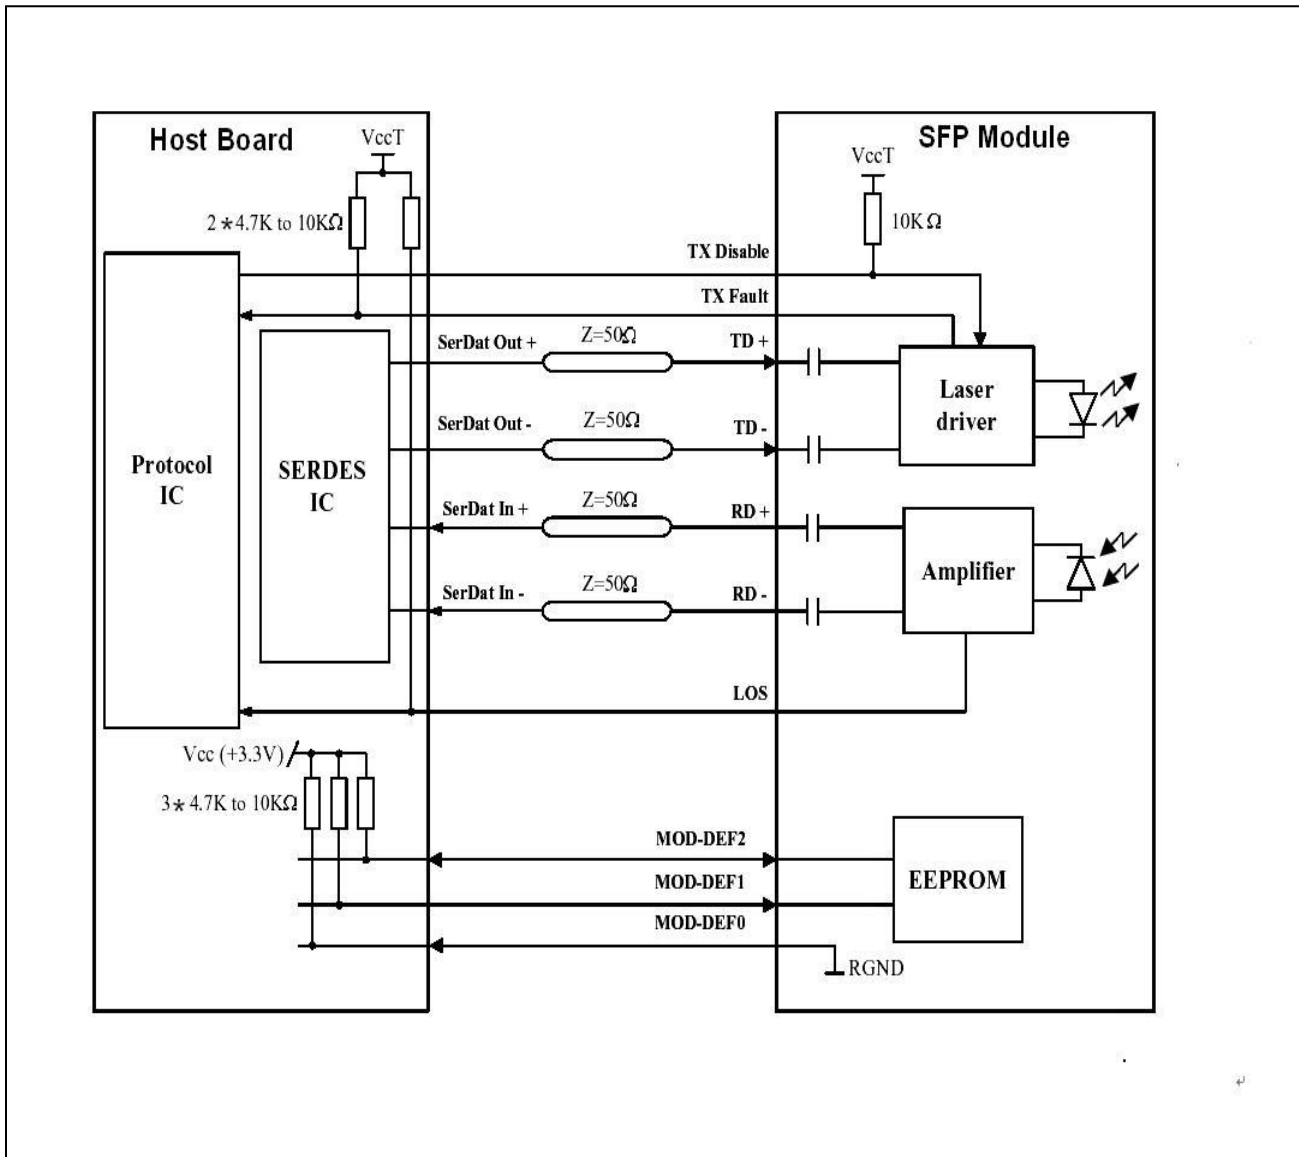 Host Board
SFP Module
VccT
VccT
2*4.7K to 10KΩ
10KΩ
TX Disable
TX Fault
SerDat Out +
Z=50Ω
TD +
Laser
driver
SerDat Out -
Z=50Ω
TD -
Protocol
IC
SERDES
IC
SerDat In +
Z=50Ω
RD +
Amplifier
SerDat In -
Z=50Ω
RD -
LOS
Vcc (+3.3V)
3*4.7K to 10KΩ
MOD-DEF2
MOD-DEF1
MOD-DEF0
EEPROM
RGND